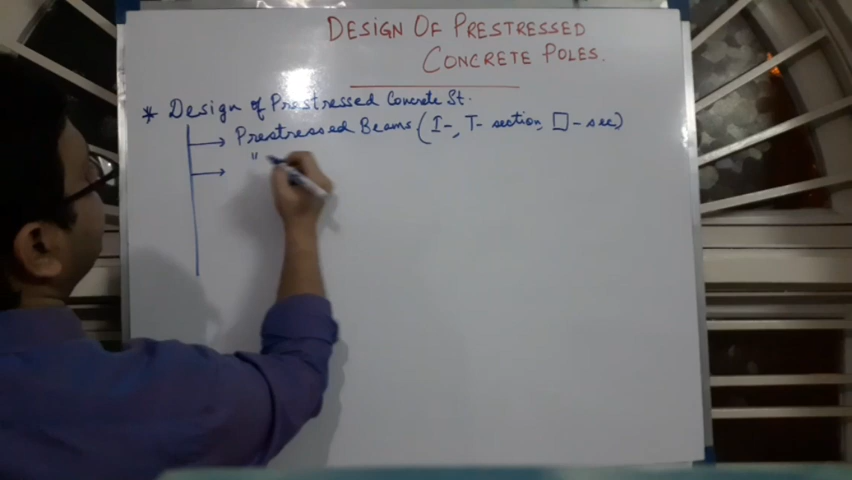 DESIGN OF PRESTRESSED
CONCRETE POLES.
* Design of Prestressed Concrete St.
Prestressed Beams (I-, T- section, □ - sec)
"